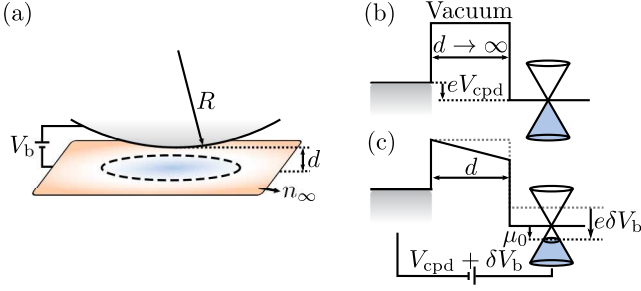 (a)
R
V_b
d
n_∞
(b)
Vacuum
d → ∞
eV_cpd
(c)
d
μ_0
eδV_b
V_cpd + δV_b